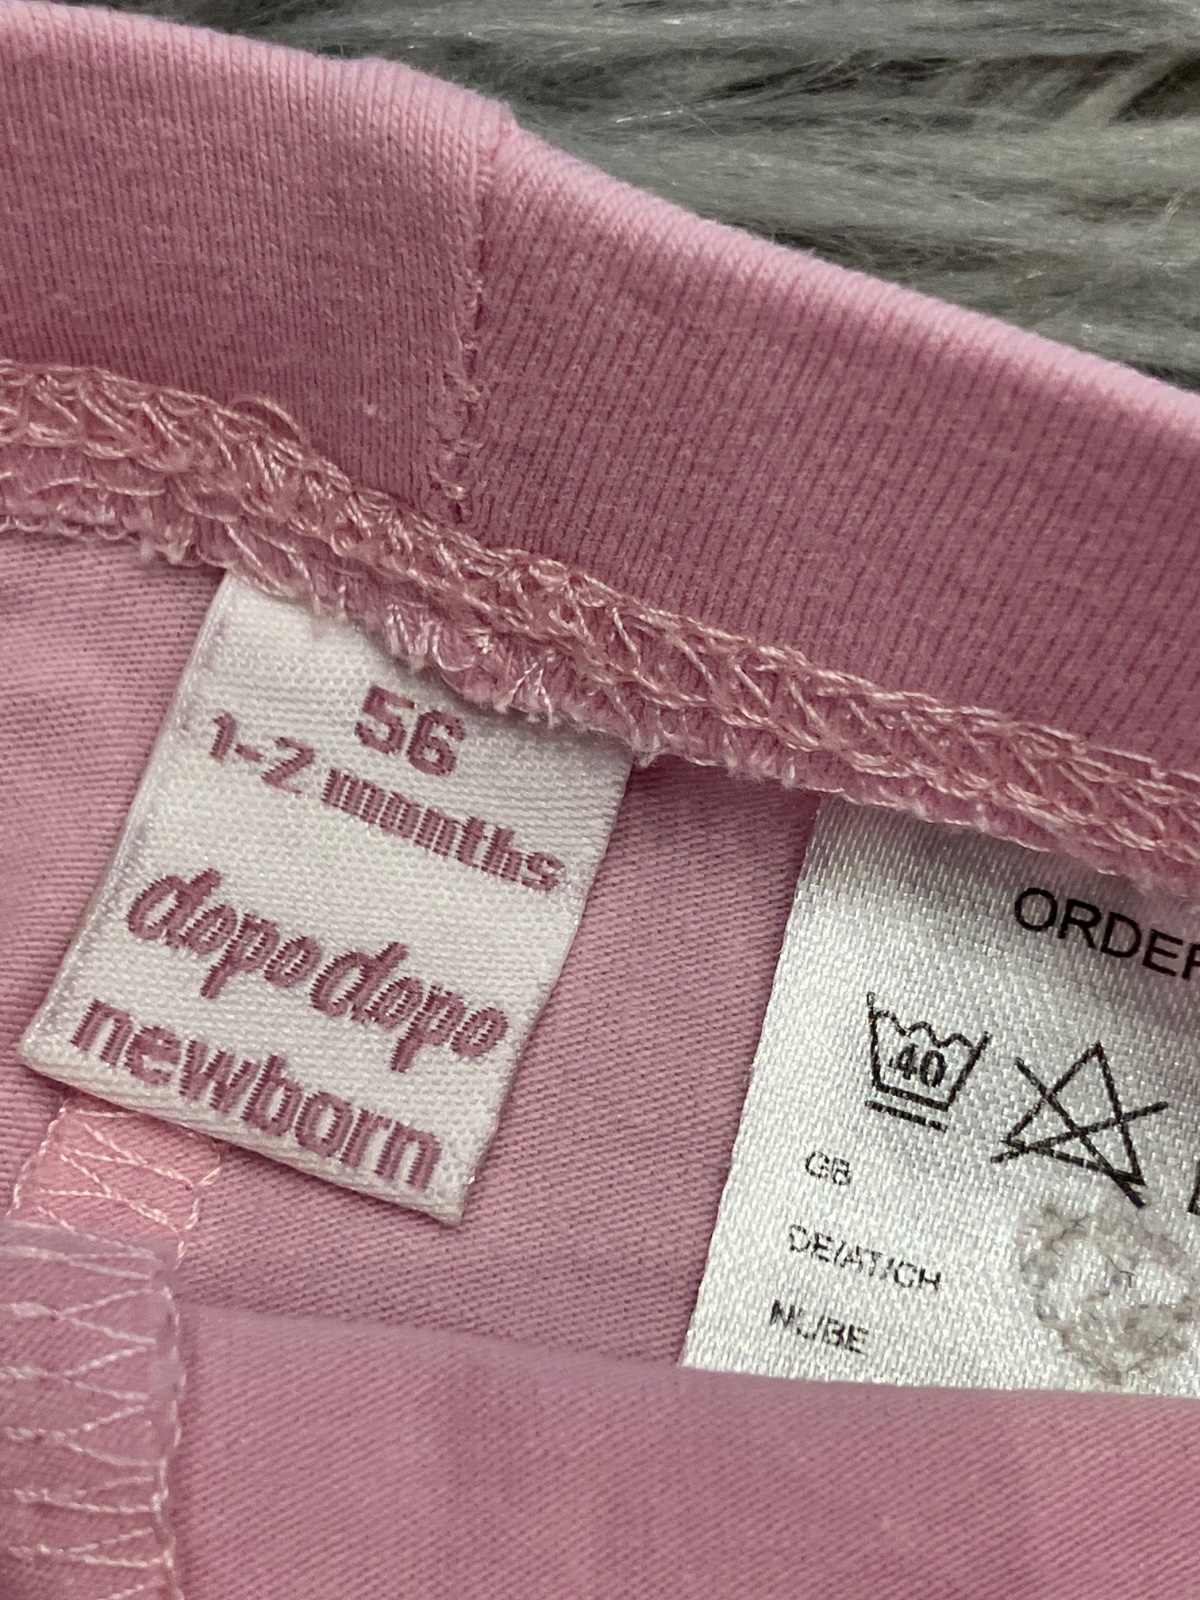 56
1-2 months
dopodopo
newborn
ORDER
40
GB
DE/AT/CH
NL/BE